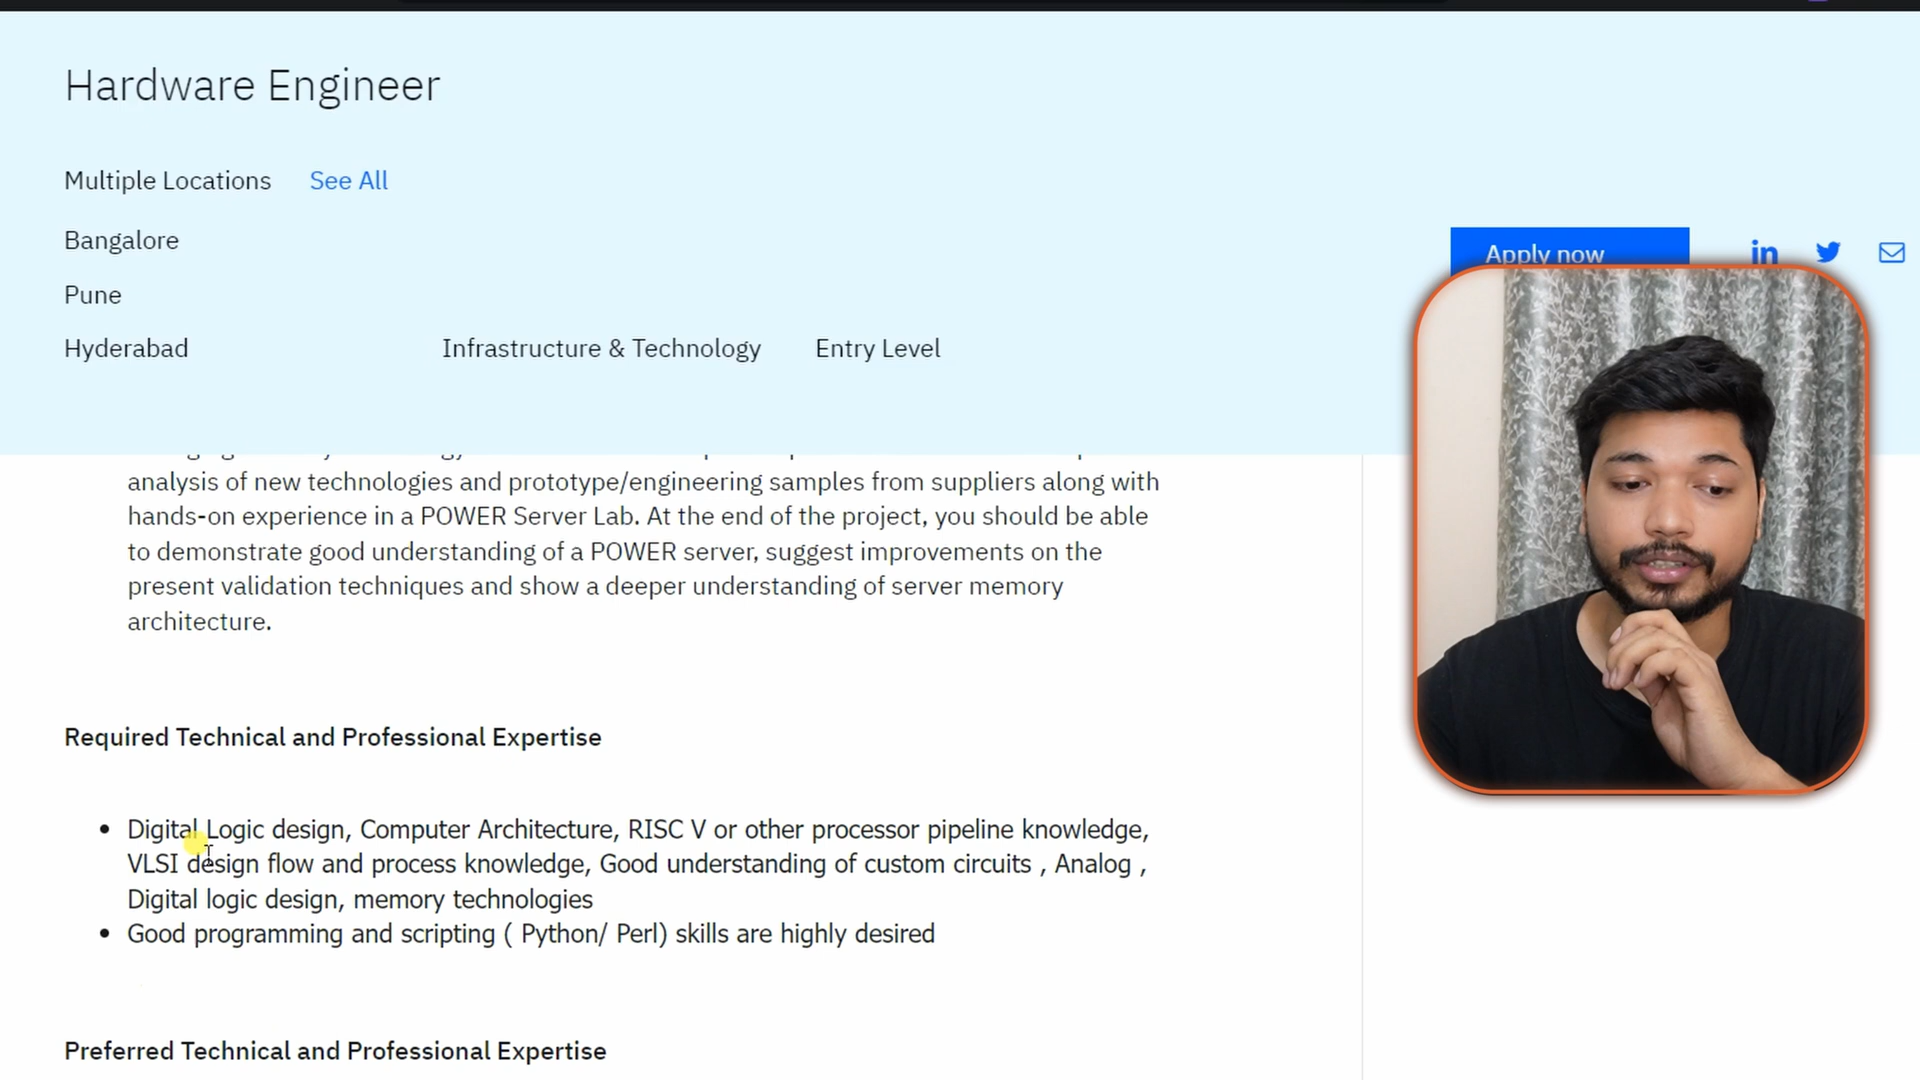 Hardware Engineer
Multiple Locations See All
Bangalore
Pune
Hyderabad Infrastructure & Technology Entry Level
Apply now
analysis of new technologies and prototype/engineering samples from suppliers along with
hands-on experience in a POWER Server Lab. At the end of the project, you should be able
to demonstrate good understanding of a POWER server, suggest improvements on the
present validation techniques and show a deeper understanding of server memory
architecture.
Required Technical and Professional Expertise
• Digital Logic design, Computer Architecture, RISC V or other processor pipeline knowledge,
VLSI design flow and process knowledge, Good understanding of custom circuits , Analog ,
Digital logic design, memory technologies
• Good programming and scripting ( Python/ Perl) skills are highly desired
Preferred Technical and Professional Expertise